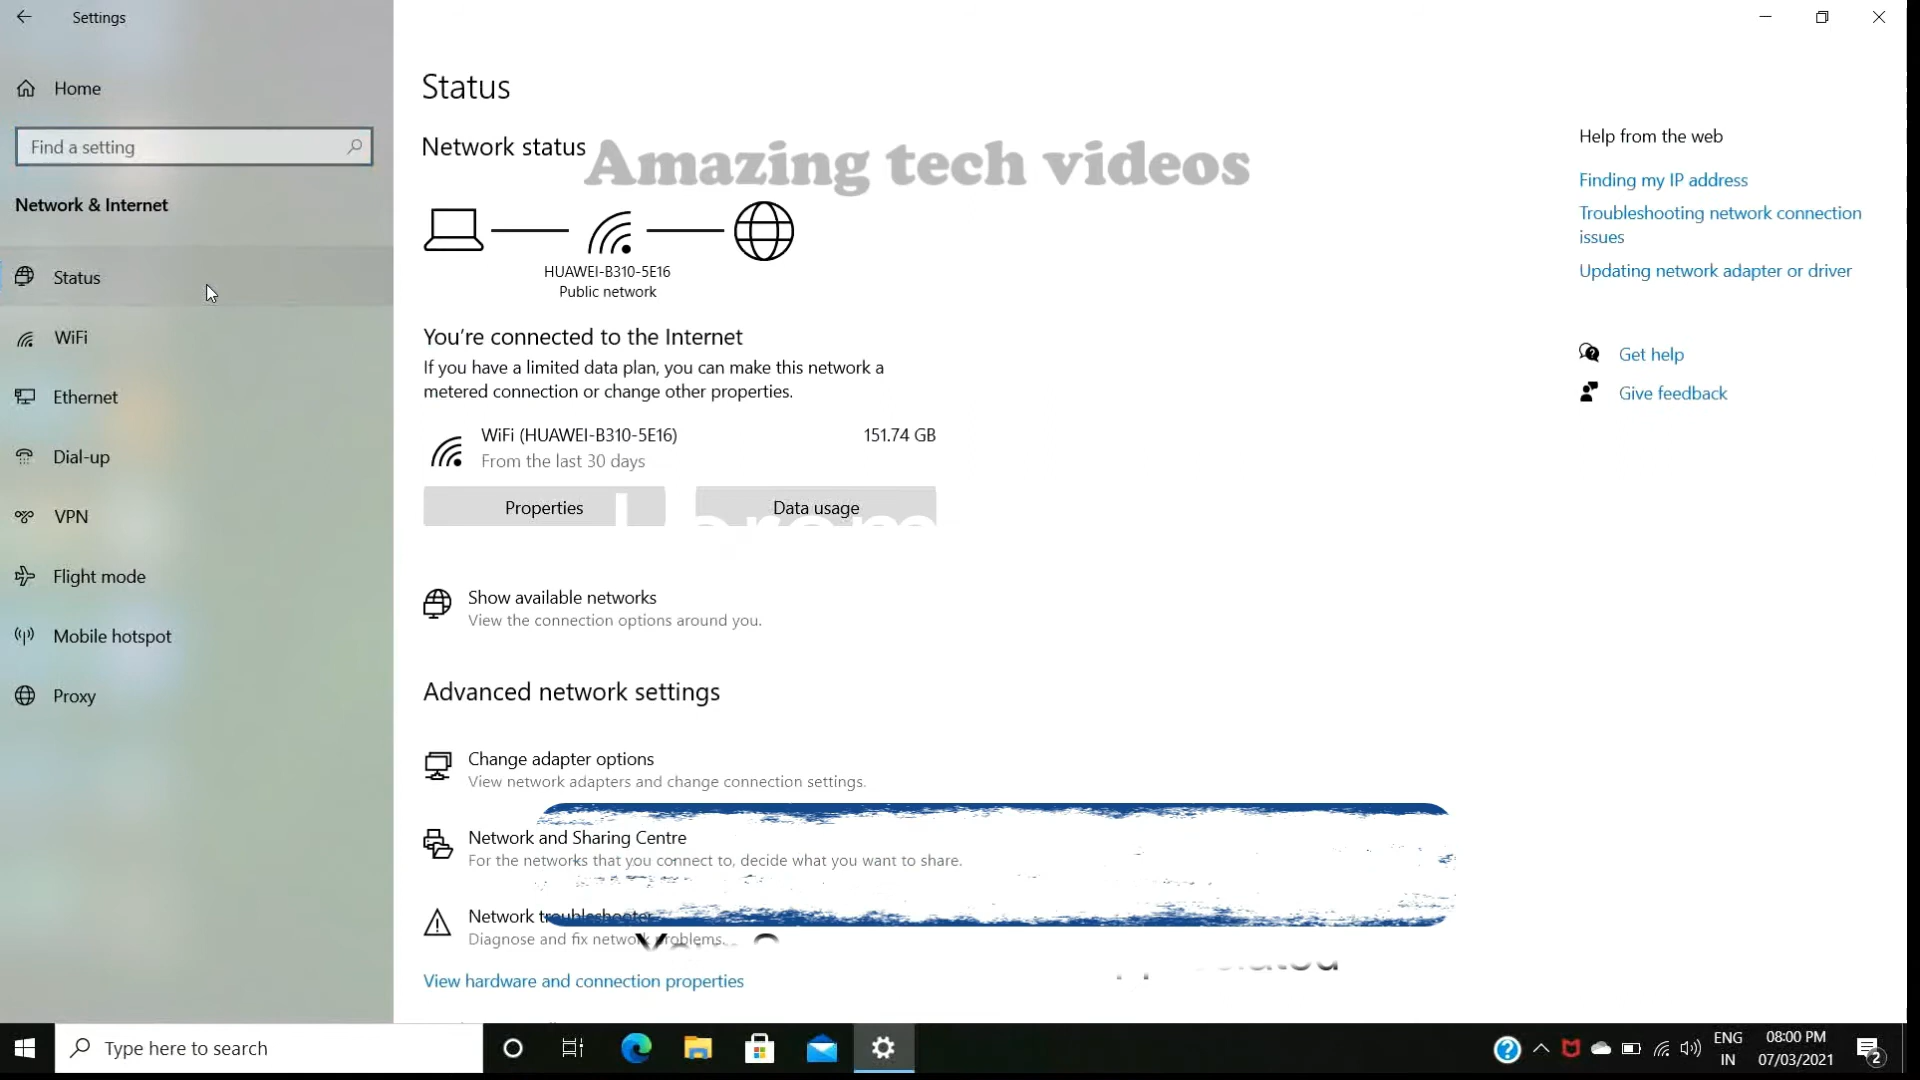 Settings
Home
Find a setting
Network & Internet
Status
WiFi
Ethernet
Dial-up
VPN
Flight mode
Mobile hotspot
Proxy
Status
Network status
Amazing tech videos
HUAWEI-B310-5E16
Public network
You're connected to the Internet
If you have a limited data plan, you can make this network a
metered connection or change other properties.
WiFi (HUAWEI-B310-5E16) 151.74 GB
From the last 30 days
Properties Data usage
Show available networks
View the connection options around you.
Advanced network settings
Change adapter options
View network adapters and change connection settings.
Network and Sharing Centre
For the networks that you connect to, decide what you want to share.
Network troubleshooter
Diagnose and fix network problems.
View hardware and connection properties
Help from the web
Finding my IP address
Troubleshooting network connection
issues
Updating network adapter or driver
Get help
Give feedback
Type here to search
ENG
IN
08:00 PM
07/03/2021
2